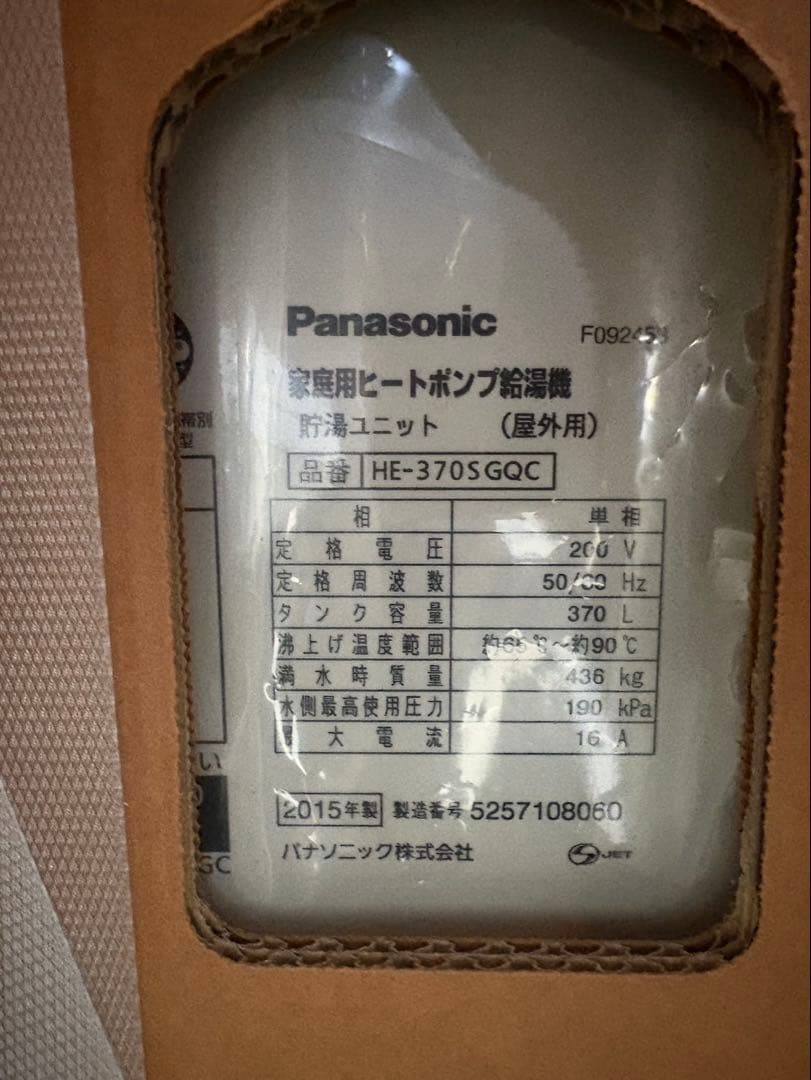 Panasonic
家庭用ヒートポンプ給湯機
貯湯ユニット （屋外用）
品番 HE-370SGQC
相 単相
定格電圧 200 V
定格周波数 50/60 Hz
タンク容量 370 L
沸上げ温度範囲 約65℃～約90℃
満水時質量 436 kg
水側最高使用圧力 190 kPa
最大電流 16 A
2015年製 製造番号 5257108060
パナソニック株式会社 JET
帯別
型
い
GC